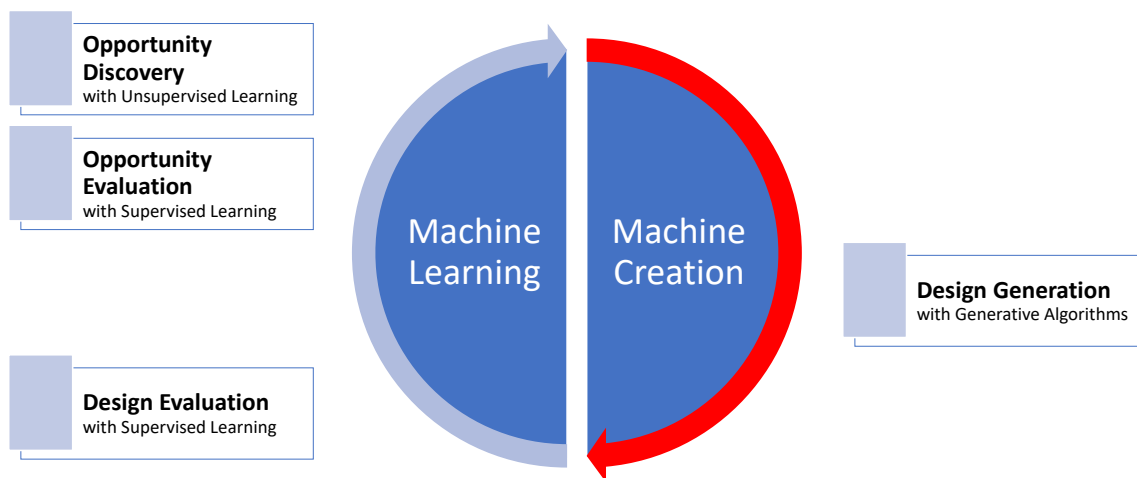 Opportunity
Discovery
with Unsupervised Learning
Opportunity
Evaluation
with Supervised Learning
Machine
Learning
Machine
Creation
Design Generation
with Generative Algorithms
Design Evaluation
with Supervised Learning